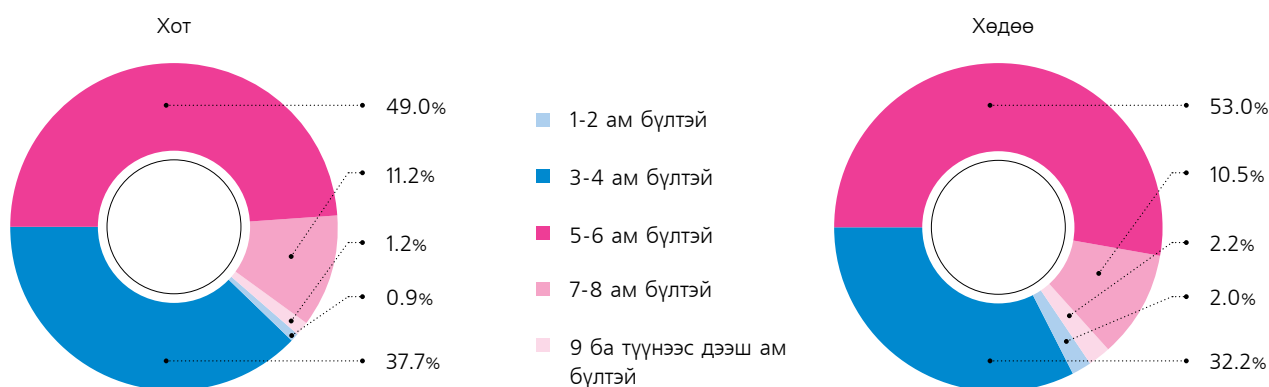 Хот
49.0%
11.2%
1.2%
0.9%
37.7%
1-2 ам бүлтэй
3-4 ам бүлтэй
5-6 ам бүлтэй
7-8 ам бүлтэй
9 ба түүнээс дээш ам
бүлтэй
Хөдөө
53.0%
10.5%
2.2%
2.0%
32.2%